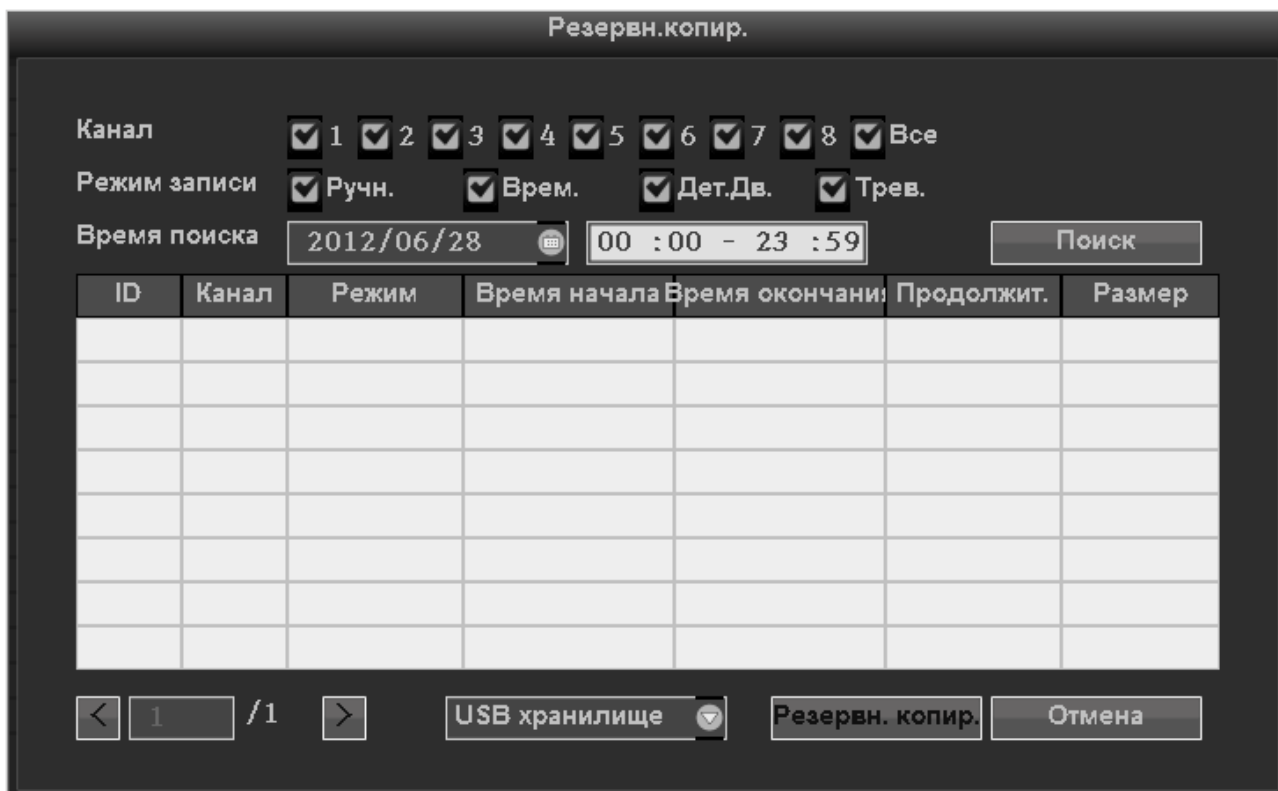 Резервн.копир.
Канал 1 2 3 4 5 6 7 8 Все
Режим записи Ручн. Врем. Дет.Дв. Трев.
Время поиска 2012/06/28 00 :00 - 23 :59 Поиск
ID Канал Режим Время начала Время окончани Продолжит. Размер
< 1 /1 > USB хранилище Резервн. копир. Отмена